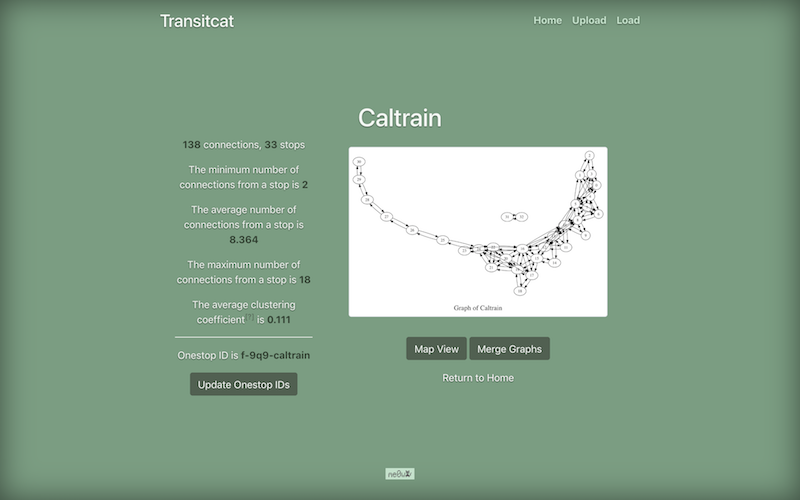 Transitcat
Home Upload Load
Caltrain
138 connections, 33 stops
The minimum number of
connections from a stop is 2
The average number of
connections from a stop is
8.364
The maximum number of
connections from a stop is 18
The average clustering
coefficient[?] is 0.111
Onestop ID is f-9q9-caltrain
Update Onestop IDs
Graph of Caltrain
Map View Merge Graphs
Return to Home